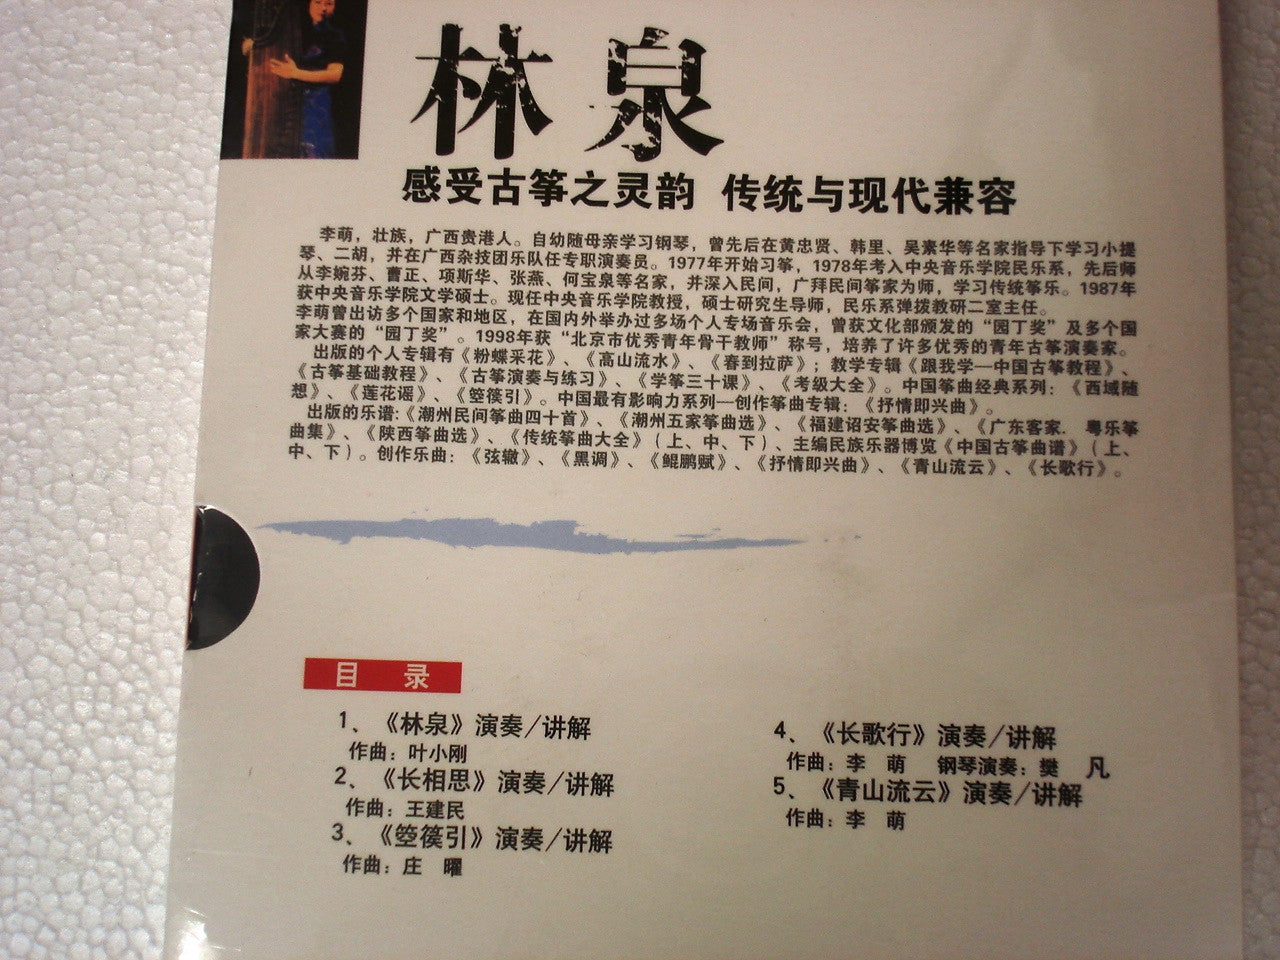 林 泉
感受古筝之灵韵 传统与现代兼容
李萌，壮族，广西贵港人。自幼随母亲学习钢琴，曾先后在黄忠贤、韩里、吴素华等名家指导下学习小提
琴、二胡，并在广西杂技团乐队任专职演奏员。1977年开始习筝，1978年考入中央音乐学院民乐系，先后师
从李婉芬、曹正、项斯华、张燕、何宝泉等名家，并深入民间，广拜民间筝家为师，学习传统筝乐。1987年
获中央音乐学院文学硕士。现任中央音乐学院教授，硕士研究生导师，民乐系弹拨教研二室主任。
李萌曾出访多个国家和地区，在国内外举办过多场个人专场音乐会，曾获文化部颁发的“园丁奖”及多个国
家大赛的“园丁奖”。1998年获“北京市优秀青年骨干教师”称号，培养了许多优秀的青年古筝演奏家。
出版的个人专辑有《粉蝶采花》、《高山流水》、《春到拉萨》；教学专辑《跟我学—中国古筝教程》、
《古筝基础教程》、《古筝演奏与练习》、《学筝三十课》、《考级大全》。中国筝曲经典系列：《西域随
想》、《莲花谣》、《箜篌引》。中国最有影响力系列—创作筝曲专辑：《抒情即兴曲》。
出版的乐谱:《潮州民间筝曲四十首》、《潮州五家筝曲选》、《福建诏安筝曲选》、《广东客家．粤乐筝
曲集》、《陕西筝曲选》、《传统筝曲大全》（上、中、下）、主编民族乐器博览《中国古筝曲谱》（上、
中、下）。创作乐曲：《弦辙》、《黑调》、《鲲鹏赋》、《抒情即兴曲》、《青山流云》、《长歌行》。
目 录
1、《林泉》演奏/讲解
作曲：叶小刚
2、《长相思》演奏/讲解
作曲：王建民
3、《箜篌引》演奏/讲解
作曲：庄 曜
4、《长歌行》演奏/讲解
作曲：李 萌 钢琴演奏：樊 凡
5、《青山流云》演奏/讲解
作曲：李 萌